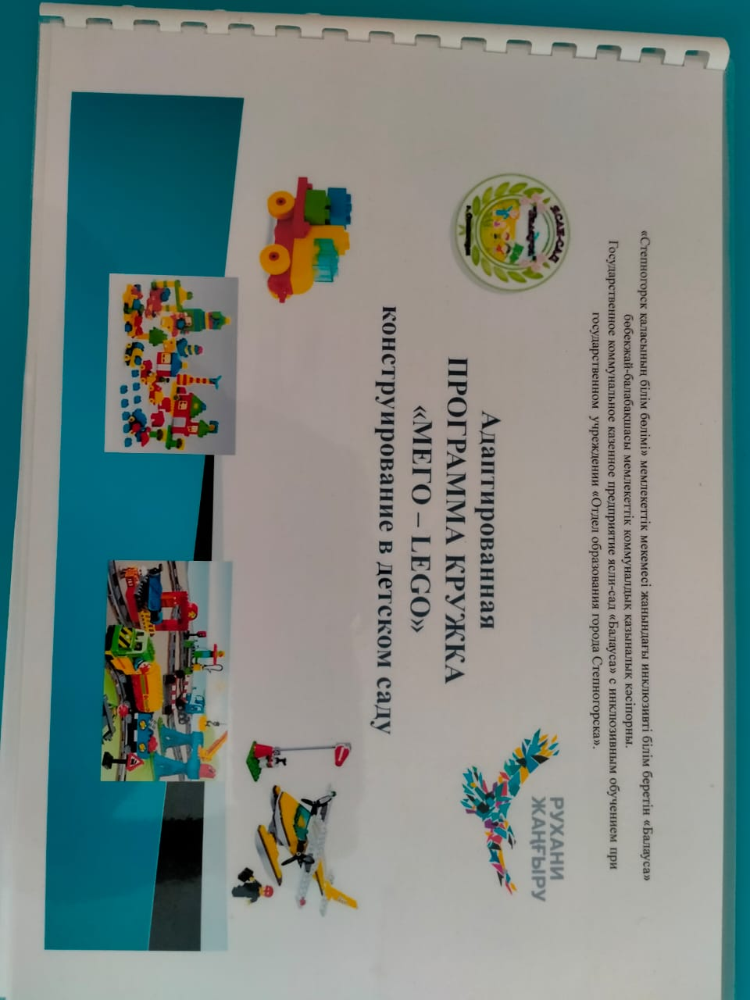 «Степногорск қаласының білім бөлімі» мемлекеттік мекемесі жанындағы инклюзивті білім беретін «Балауса»
бөбекжай-балабақшасы мемлекеттік коммуналдық қазыналық кәсіпорны.
Государственное коммунальное казенное предприятие ясли-сад «Балауса» с инклюзивным обучением при
государственном учреждении «Отдел образования города Степногорска».
ЯСЛИ-САД
РУХАНИ
ЖАҢҒЫРУ
Адаптированная
ПРОГРАММА КРУЖКА
«МЕГО – LEGO»
конструирование в детском саду